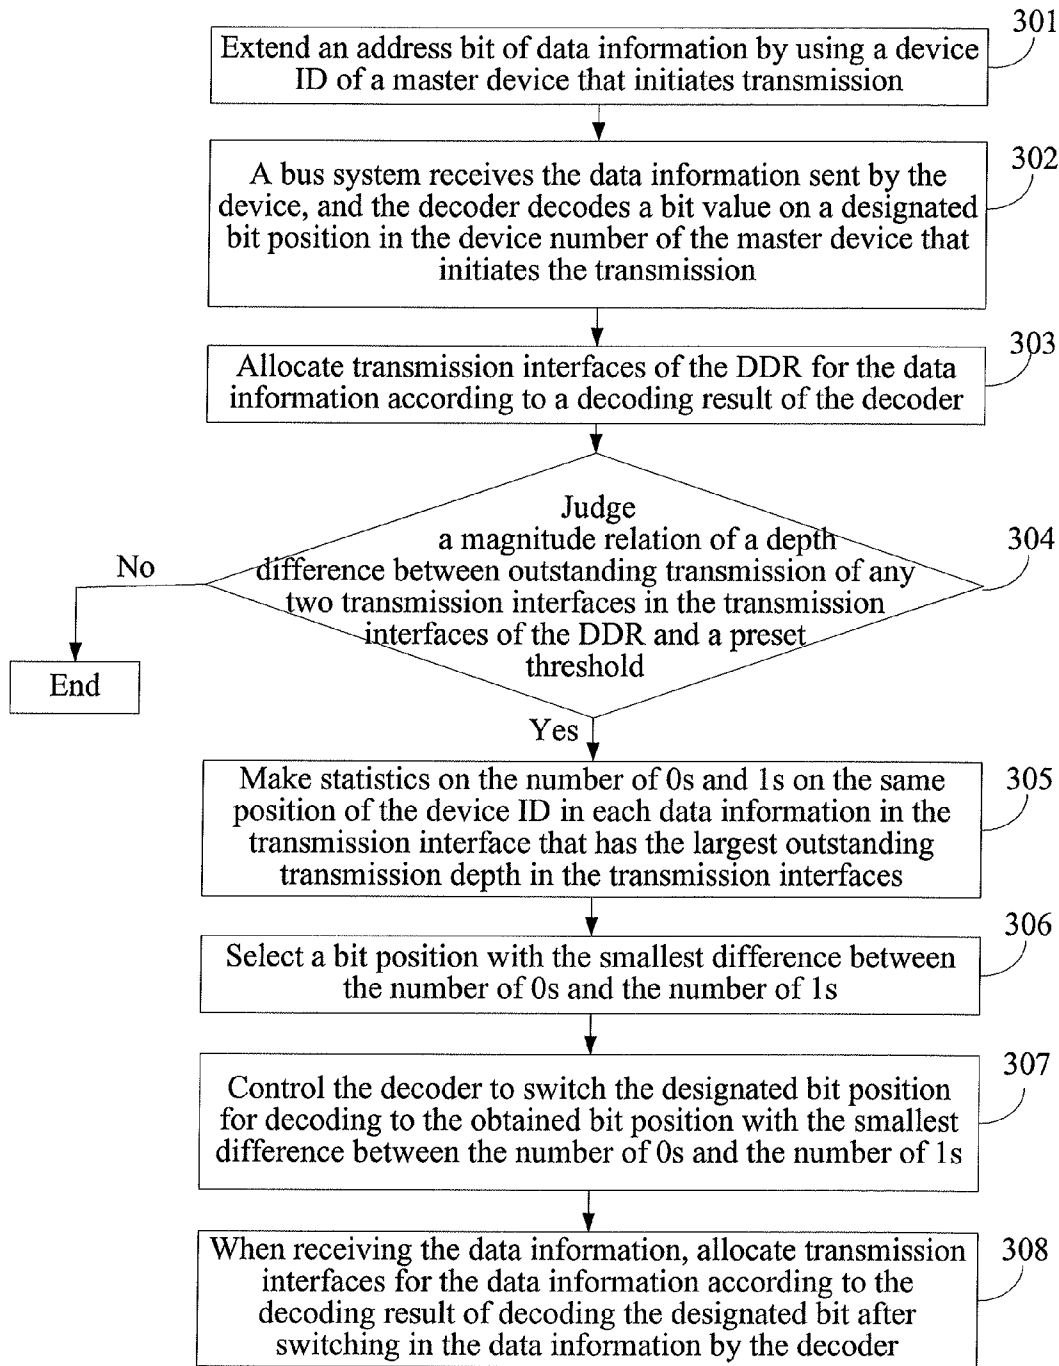 301
Extend an address bit of data information by using a device
ID of a master device that initiates transmission
302
A bus system receives the data information sent by the
device, and the decoder decodes a bit value on a designated
bit position in the device number of the master device that
initiates the transmission
303
Allocate transmission interfaces of the DDR for the data
information according to a decoding result of the decoder
304
Judge
a magnitude relation of a depth
difference between outstanding transmission of any
two transmission interfaces in the transmission
interfaces of the DDR and a preset
threshold
No
End
Yes
305
Make statistics on the number of 0s and 1s on the same
position of the device ID in each data information in the
transmission interface that has the largest outstanding
transmission depth in the transmission interfaces
306
Select a bit position with the smallest difference between
the number of 0s and the number of 1s
307
Control the decoder to switch the designated bit position
for decoding to the obtained bit position with the smallest
difference between the number of 0s and the number of 1s
308
When receiving the data information, allocate transmission
interfaces for the data information according to the
decoding result of decoding the designated bit after
switching in the data information by the decoder